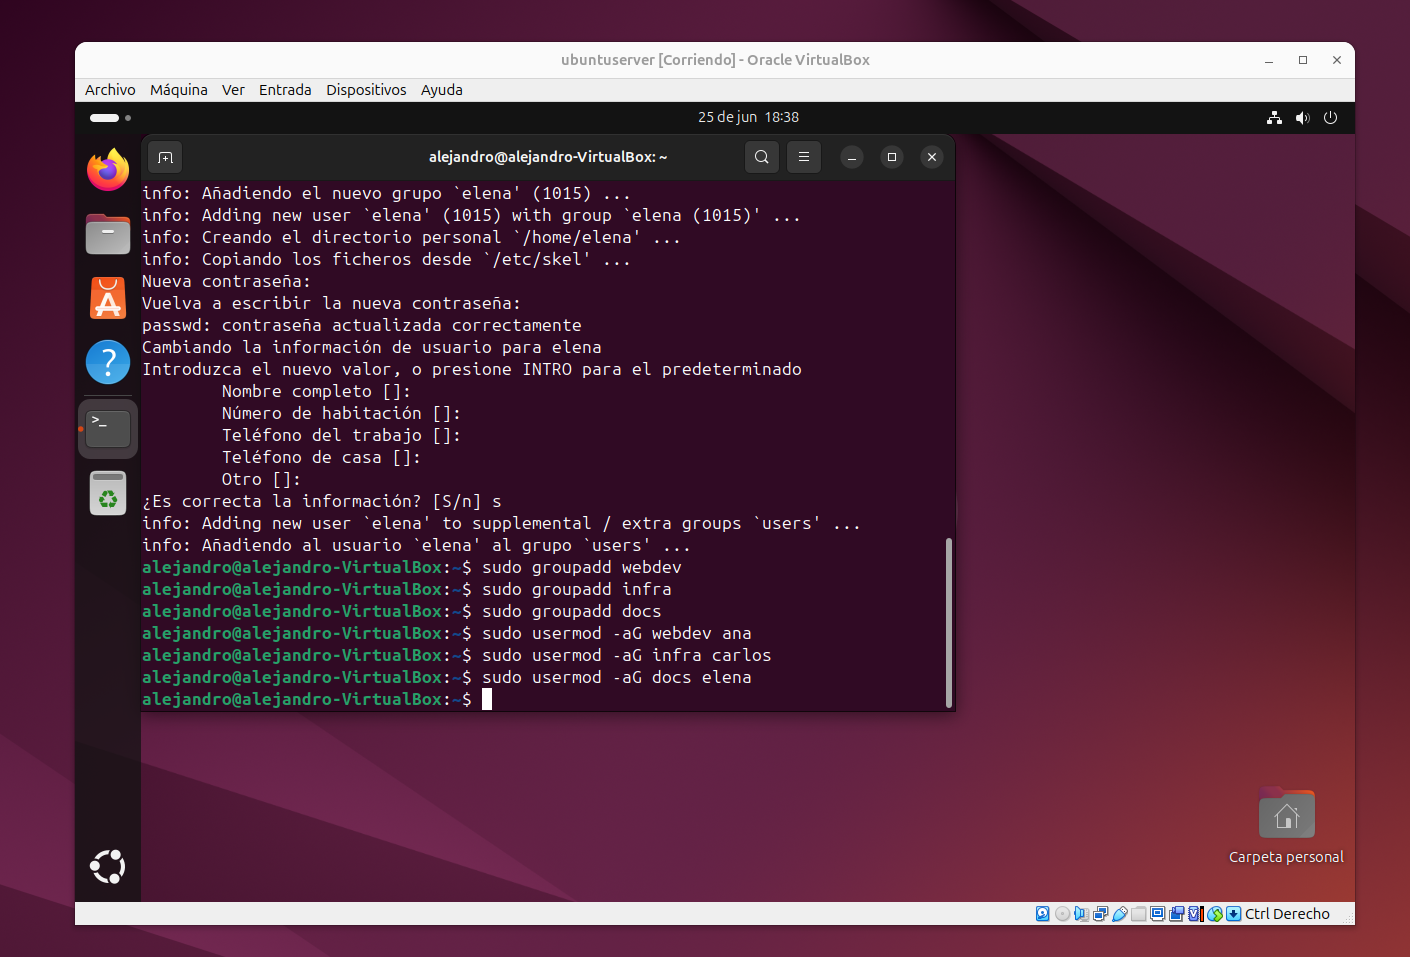 ubuntuserver [Corriendo] - Oracle VirtualBox
Archivo Máquina Ver Entrada Dispositivos Ayuda
25 de jun 18:38
alejandro@alejandro-VirtualBox: ~
info: Añadiendo el nuevo grupo `elena' (1015) ...
info: Adding new user `elena' (1015) with group `elena (1015)' ...
info: Creando el directorio personal `/home/elena' ...
info: Copiando los ficheros desde `/etc/skel' ...
Nueva contraseña:
Vuelva a escribir la nueva contraseña:
passwd: contraseña actualizada correctamente
Cambiando la información de usuario para elena
Introduzca el nuevo valor, o presione INTRO para el predeterminado
Nombre completo []:
Número de habitación []:
Teléfono del trabajo []:
Teléfono de casa []:
Otro []:
¿Es correcta la información? [S/n] s
info: Adding new user `elena' to supplemental / extra groups `users' ...
info: Añadiendo al usuario `elena' al grupo `users' ...
alejandro@alejandro-VirtualBox:~$ sudo groupadd webdev
alejandro@alejandro-VirtualBox:~$ sudo groupadd infra
alejandro@alejandro-VirtualBox:~$ sudo groupadd docs
alejandro@alejandro-VirtualBox:~$ sudo usermod -aG webdev ana
alejandro@alejandro-VirtualBox:~$ sudo usermod -aG infra carlos
alejandro@alejandro-VirtualBox:~$ sudo usermod -aG docs elena
alejandro@alejandro-VirtualBox:~$
Carpeta personal
Ctrl Derecho